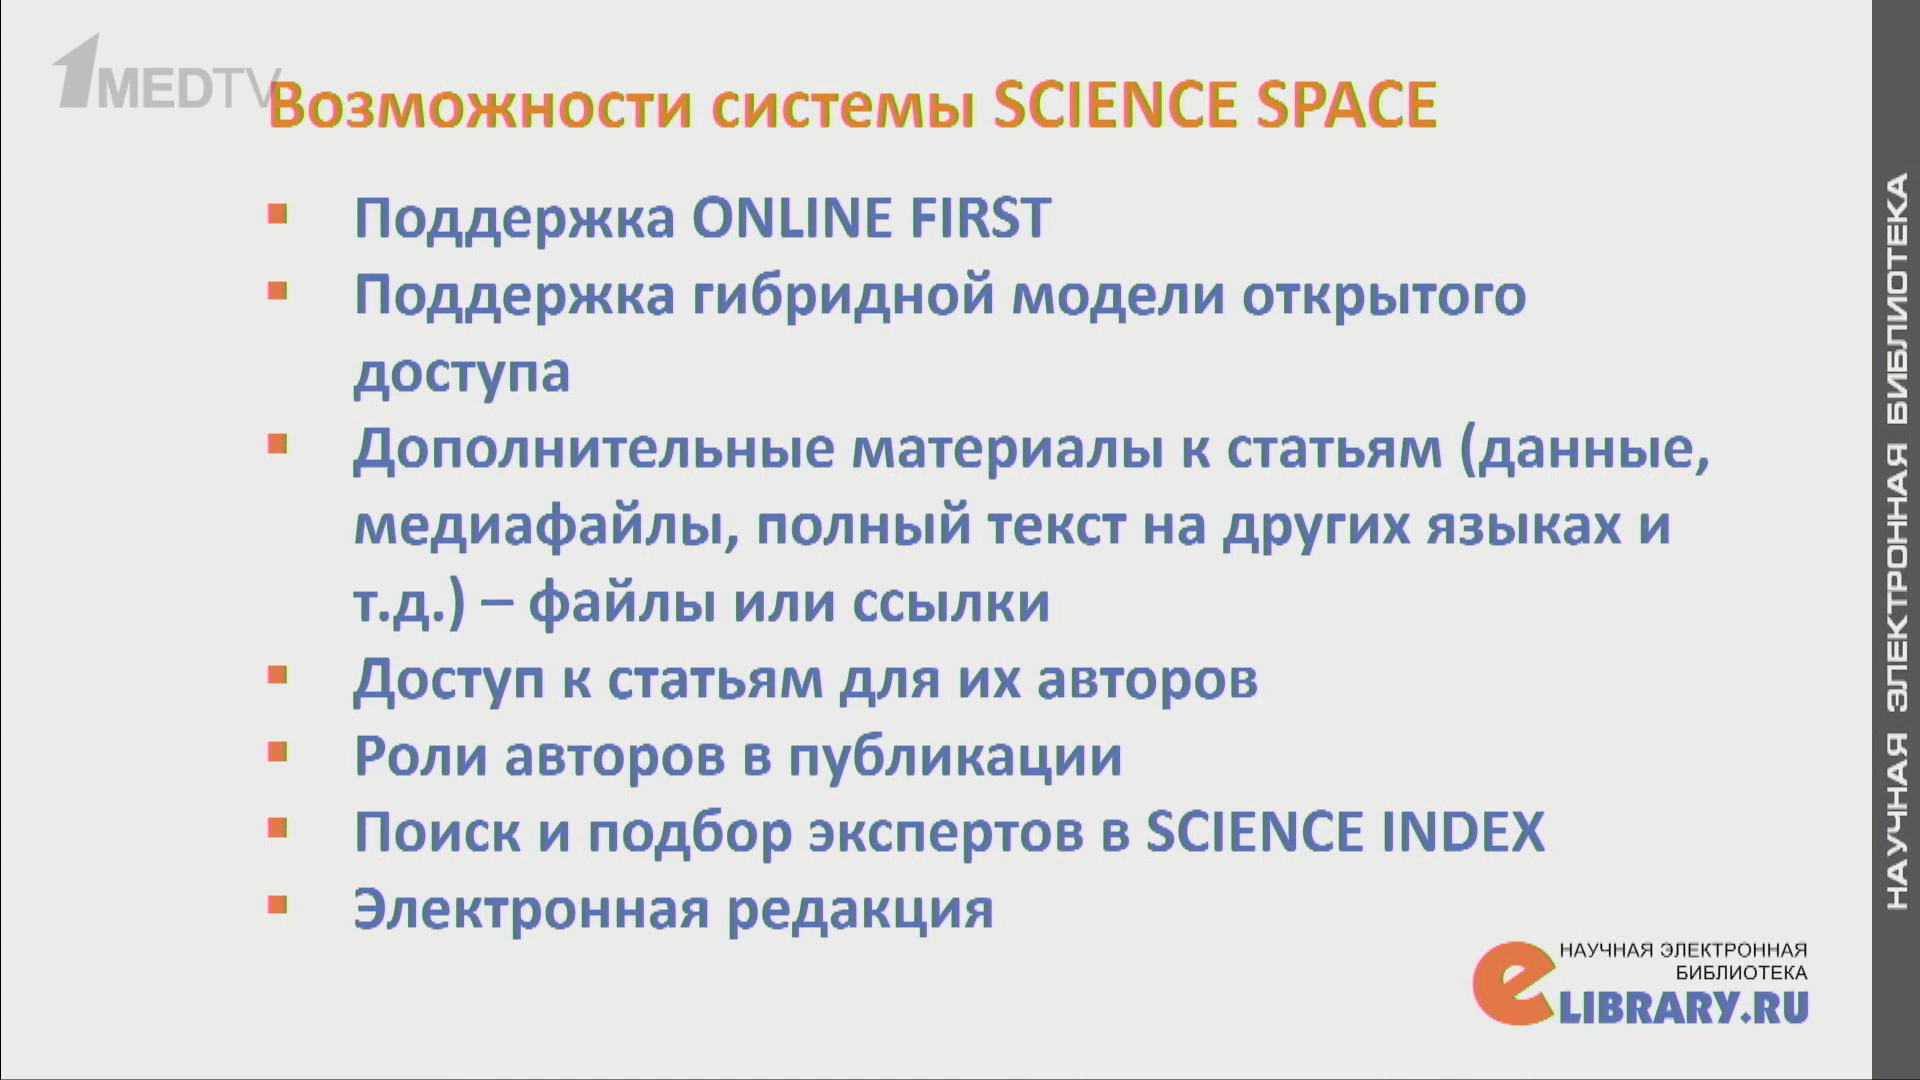 1MEDTV
Возможности системы SCIENCE SPACE
Поддержка ONLINE FIRST
Поддержка гибридной модели открытого
доступа
Дополнительные материалы к статьям (данные,
медиафайлы, полный текст на других языках и
т.д.) – файлы или ссылки
Доступ к статьям для их авторов
Роли авторов в публикации
Поиск и подбор экспертов в SCIENCE INDEX
Электронная редакция
НАУЧНАЯ ЭЛЕКТРОННАЯ
БИБЛИОТЕКА
eLIBRARY.RU
НАУЧНАЯ ЭЛЕКТРОННАЯ БИБЛИОТЕКА